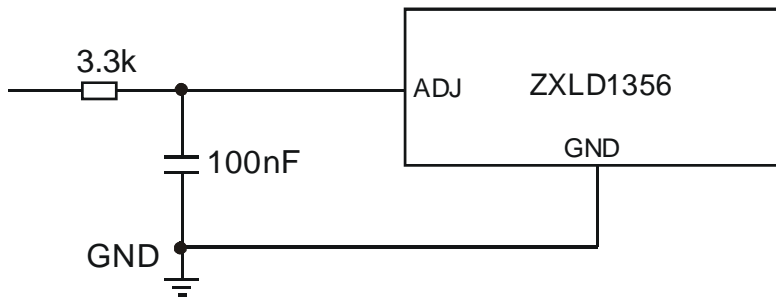 3.3k
ADJ
ZXLD1356
GND
100nF
GND